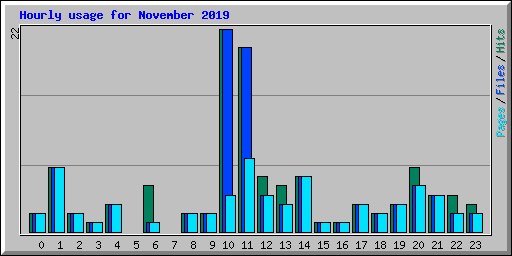 Hourly usage for November 2019
22
Pages/Files/Hits
0 1 2 3 4 5 6 7 8 9 10 11 12 13 14 15 16 17 18 19 20 21 22 23